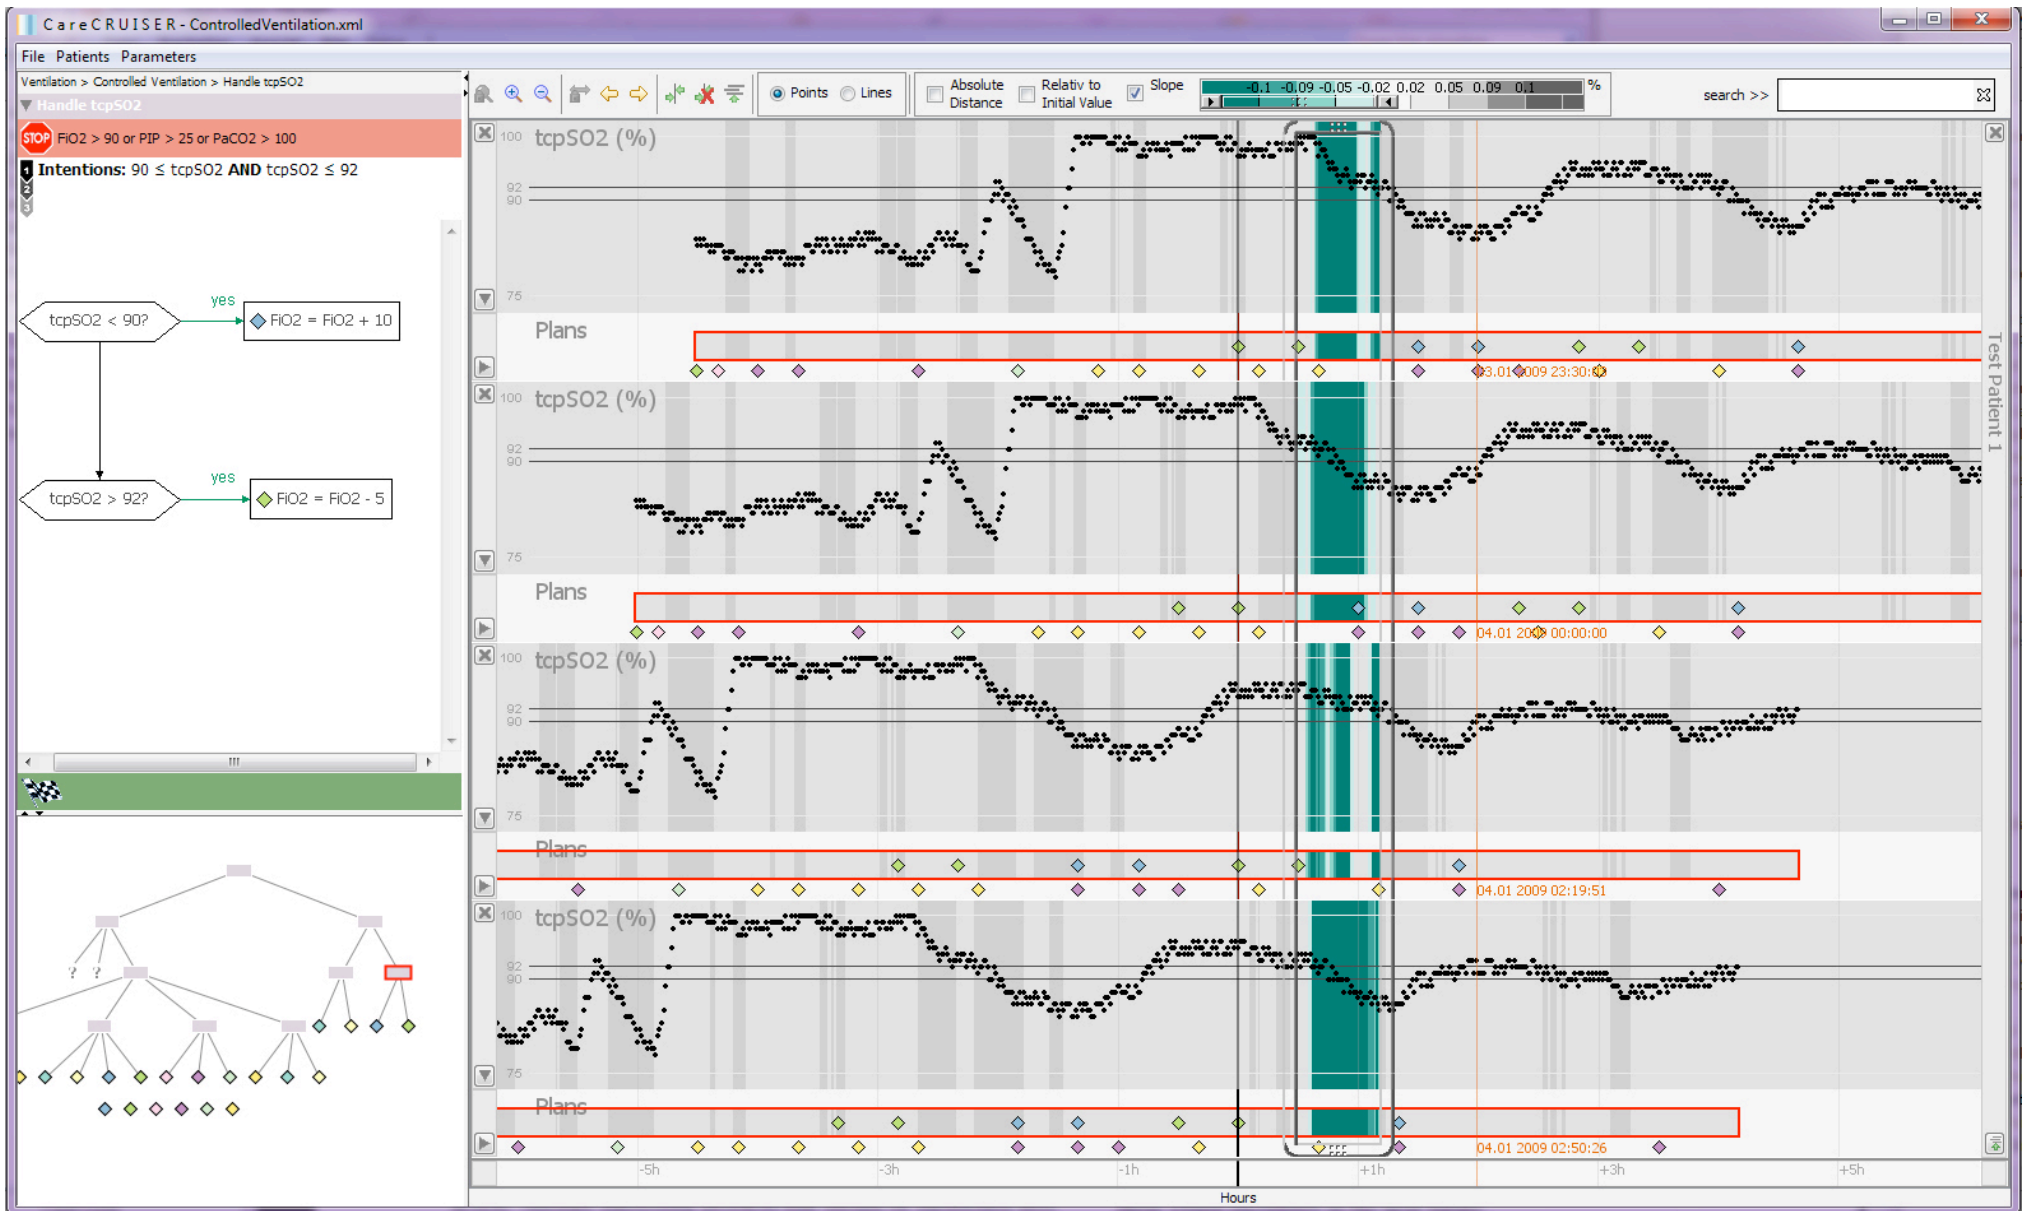 CareCRUISER - ControlledVentilation.xml
File Patients Parameters
Ventilation > Controlled Ventilation > Handle tcpSO2
Handle tcpSO2
STOP FiO2 > 90 or PIP > 25 or PaCO2 > 100
1 Intentions: 90 ≤ tcpSO2 AND tcpSO2 ≤ 92
2
3
tcpSO2 < 90?
yes
FiO2 = FiO2 + 10
tcpSO2 > 92?
yes
FiO2 = FiO2 - 5
? ?
Points Lines
Absolute Distance
Relativ to Initial Value
Slope
-0.1 -0.09 -0.05 -0.02 0.02 0.05 0.09 0.1 %
search >>
100 tcpSO2 (%)
92
90
75
Plans
23:30:
100 tcpSO2 (%)
92
90
75
Plans
04.01 2009 00:00:00
100 tcpSO2 (%)
92
90
75
Plans
04.01 2009 02:19:51
100 tcpSO2 (%)
92
90
75
Plans
04.01 2009 02:50:26
-5h -3h -1h +1h +3h +5h
Hours
Test Patient 1